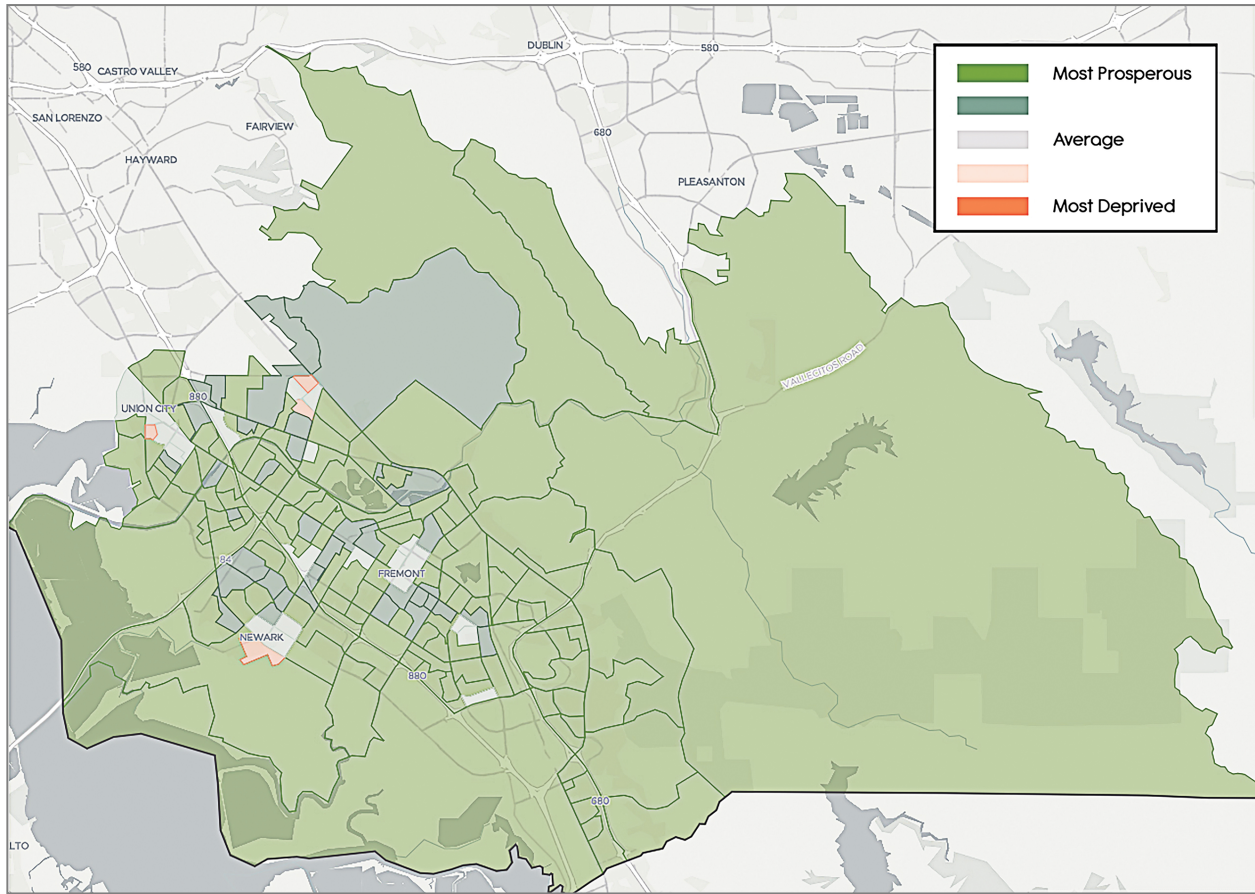 DUBLIN
580
580
CASTRO VALLEY
SAN LORENZO
FAIRVIEW
680
HAYWARD
PLEASANTON
Most Prosperous
Average
Most Deprived
VALLECITOS ROAD
880
UNION CITY
84
FREMONT
NEWARK
880
680
LTO